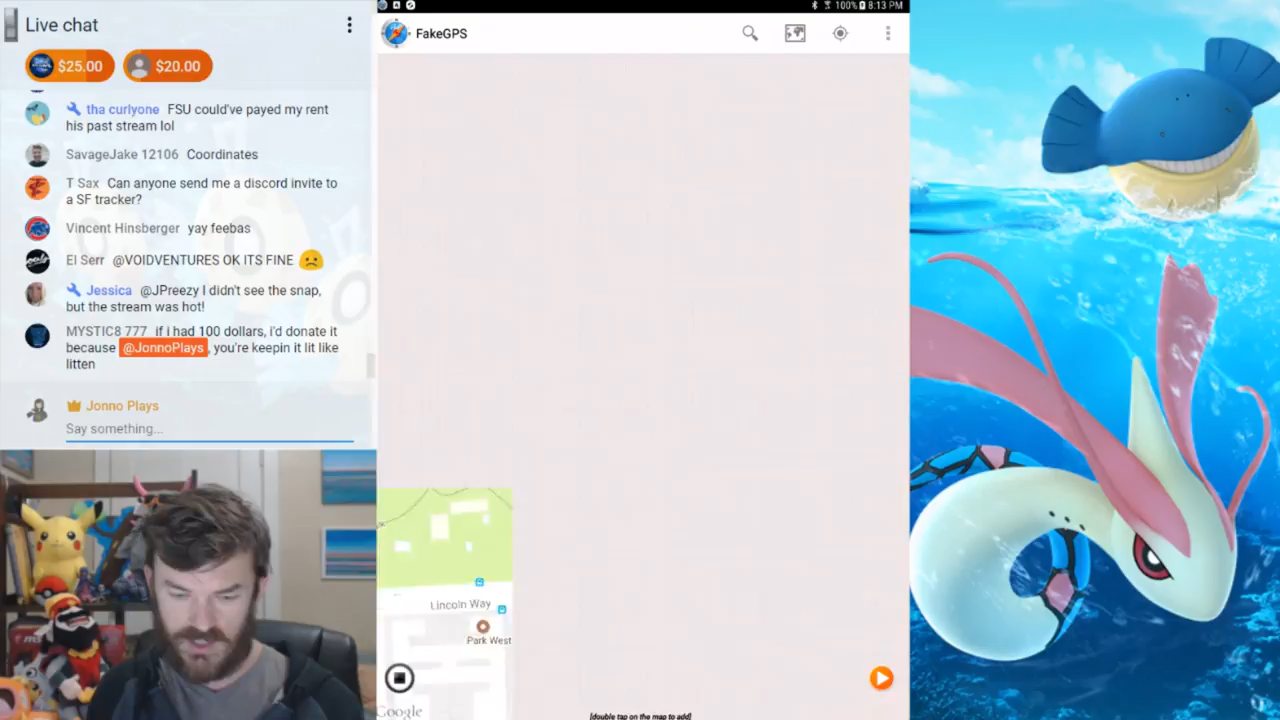 Live chat
$25.00
$20.00
tha curlyone FSU could've payed my rent
his past stream lol
SavageJake 12106 Coordinates
T Sax Can anyone send me a discord invite to
a SF tracker?
Vincent Hinsberger yay feebas
El Serr @VOIDVENTURES OK ITS FINE
Jessica @JPreezy I didn't see the snap,
but the stream was hot!
MYSTIC8 777 if i had 100 dollars, i'd donate it
because @JonnoPlays, you're keepin it lit like
litten
Jonno Plays
Say something...
100% 8:13 PM
FakeGPS
Lincoln Way
Park West
Google
[double tap on the map to add]